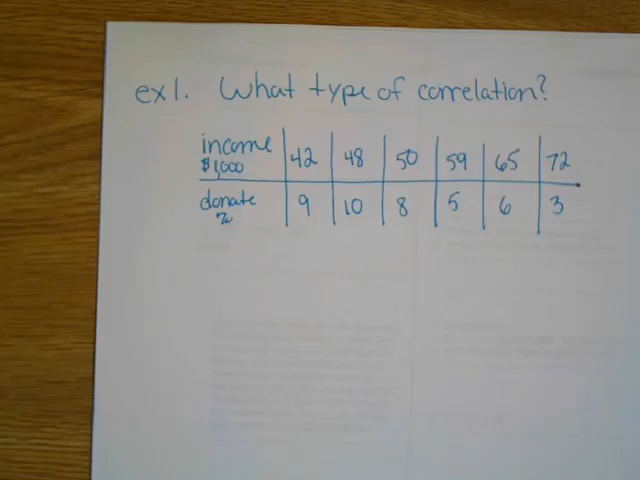 ex1. What type of correlation?
income 42 48 50 59 65 72
$1,000
donate 9 10 8 5 6 3
%